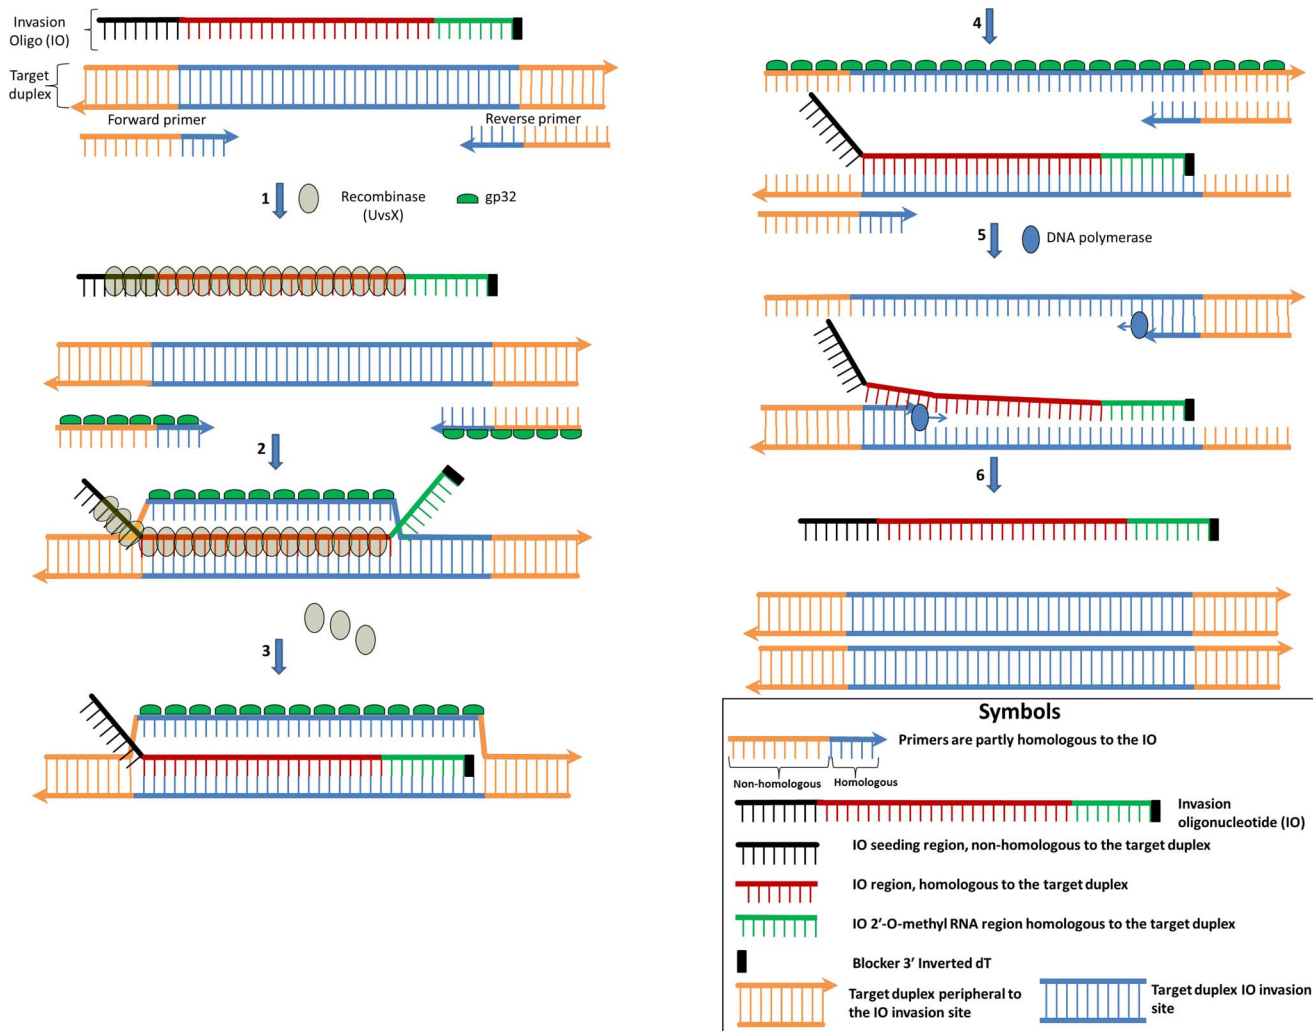 Invasion
Oligo (IO)
Target
duplex
Forward primer
Reverse primer
1
Recombinase
(UvsX)
gp32
2
3
4
5
DNA polymerase
6
Symbols
Primers are partly homologous to the IO
Non-homologous
Homologous
Invasion
oligonucleotide (IO)
IO seeding region, non-homologous to the target duplex
IO region, homologous to the target duplex
IO 2’-O-methyl RNA region homologous to the target duplex
Blocker 3’ Inverted dT
Target duplex peripheral to
the IO invasion site
Target duplex IO invasion
site